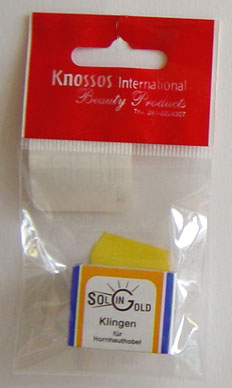 Knossos International
Beauty Products
SOL IN GOLD
Klingen
für
Hornhauthobel